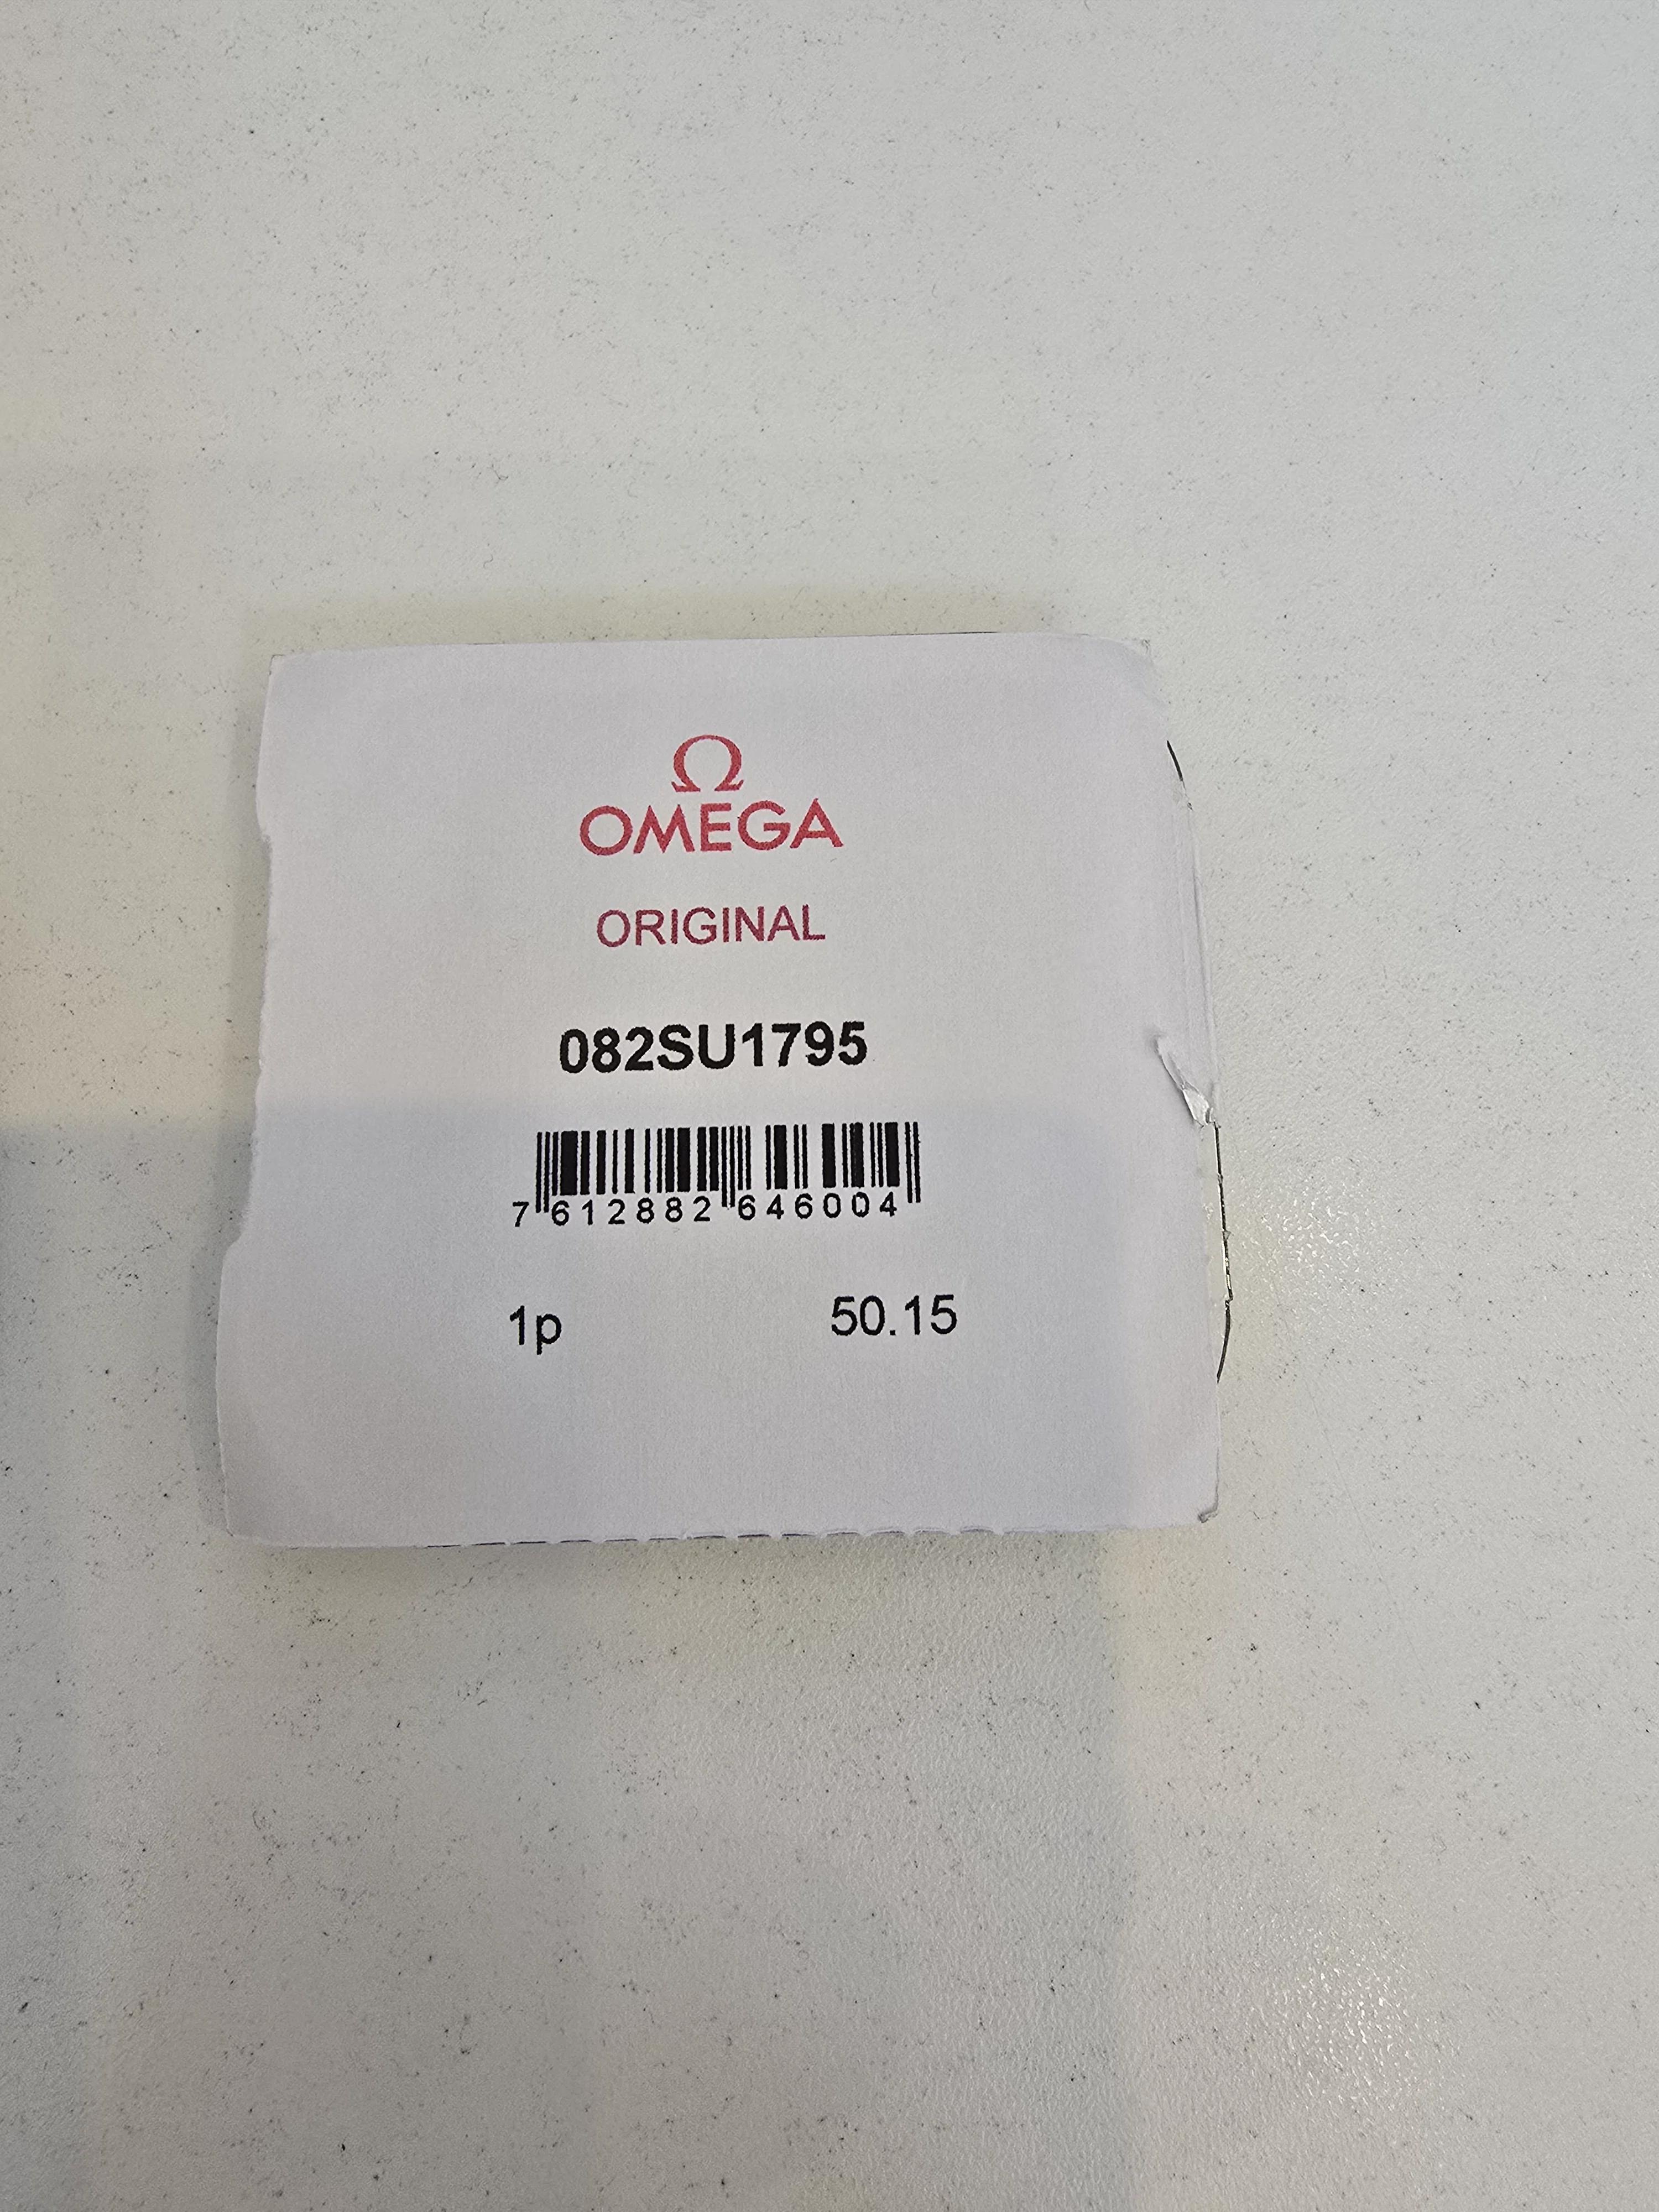 Ω
OMEGA
ORIGINAL
082SU1795
7 612882 646004
1p 50.15